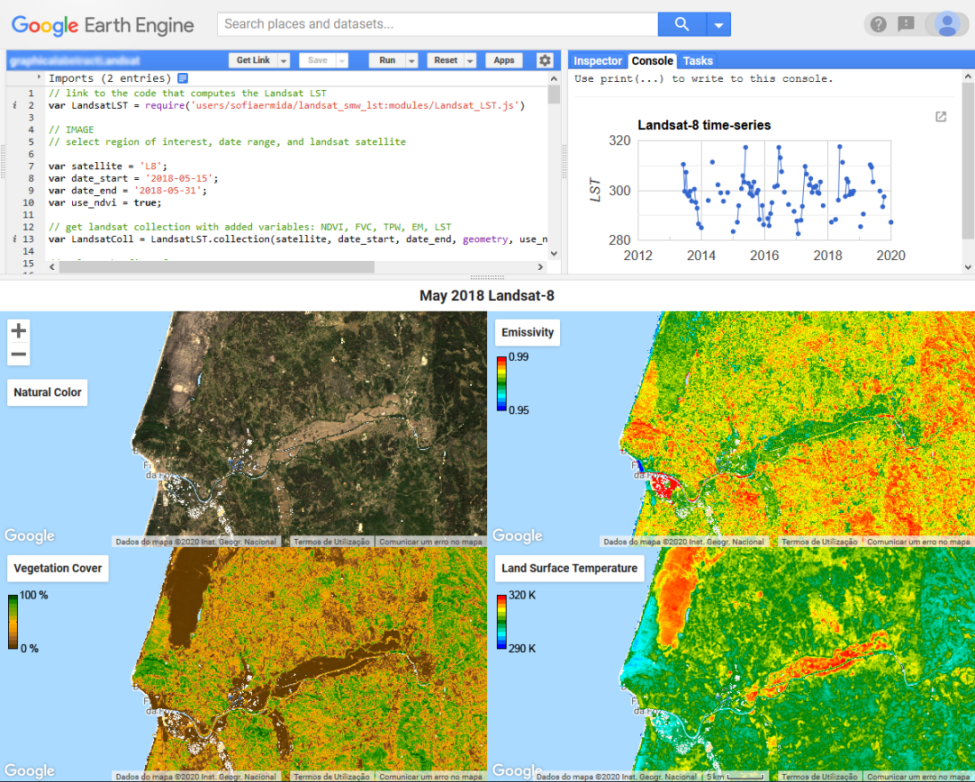 Google Earth Engine
Search places and datasets...
Get Link
Save
Run
Reset
Apps
Inspector
Console
Tasks
Imports (2 entries)
Use print(...) to write to this console.
1 // link to the code that computes the Landsat LST
i 2 var LandsatLST = require('users/sofiaermida/landsat_smw_lst:modules/Landsat_LST.js')
3
4 // IMAGE
5 // select region of interest, date range, and landsat satellite
6
7 var satellite = 'L8';
8 var date_start = '2018-05-15';
9 var date_end = '2018-05-31';
10 var use_ndvi = true;
11
12 // get landsat collection with added variables: NDVI, FVC, TPW, EM, LST
i 13 var LandsatColl = LandsatLST.collection(satellite, date_start, date_end, geometry, use_n
14
15
Landsat-8 time-series
LST
320
300
280
2012 2014 2016 2018 2020
May 2018 Landsat-8
Natural Color
Google
Dados do mapa ©2020 Inst. Geogr. Nacional
Termos de Utilização
Comunicar um erro no mapa
Emissivity
0.99
0.95
Google
Dados do mapa ©2020 Inst. Geogr. Nacional
Termos de Utilização
Comunicar um erro no mapa
Vegetation Cover
100 %
0 %
Google
Dados do mapa ©2020 Inst. Geogr. Nacional
Termos de Utilização
Comunicar um erro no mapa
Land Surface Temperature
320 K
290 K
Google
Dados do mapa ©2020 Inst. Geogr. Nacional
5 km
Termos de Utilização
Comunicar um erro no mapa